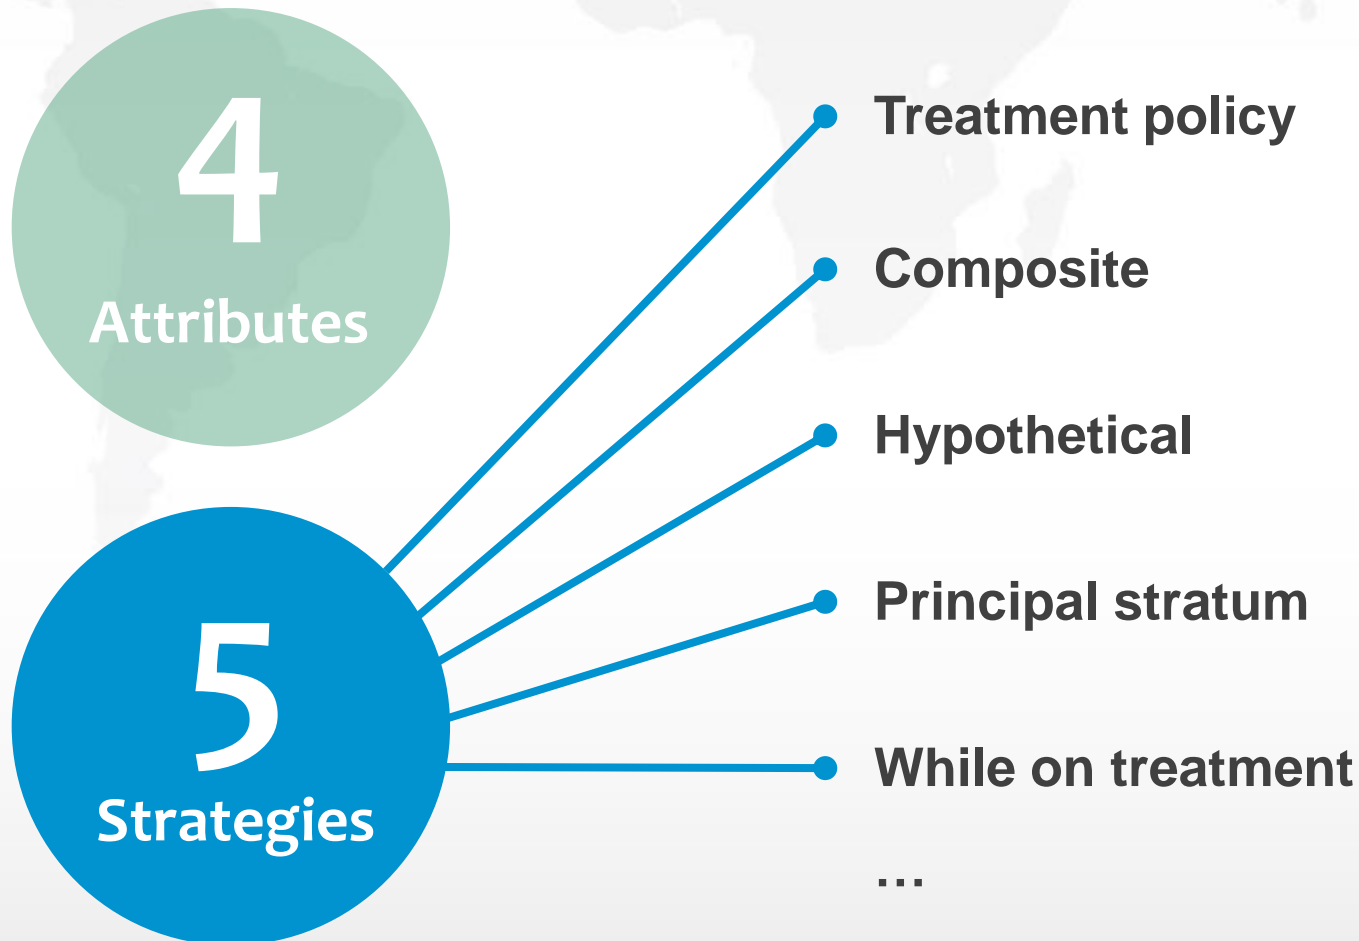 4
Attributes
5
Strategies
Treatment policy
Composite
Hypothetical
Principal stratum
While on treatment
…